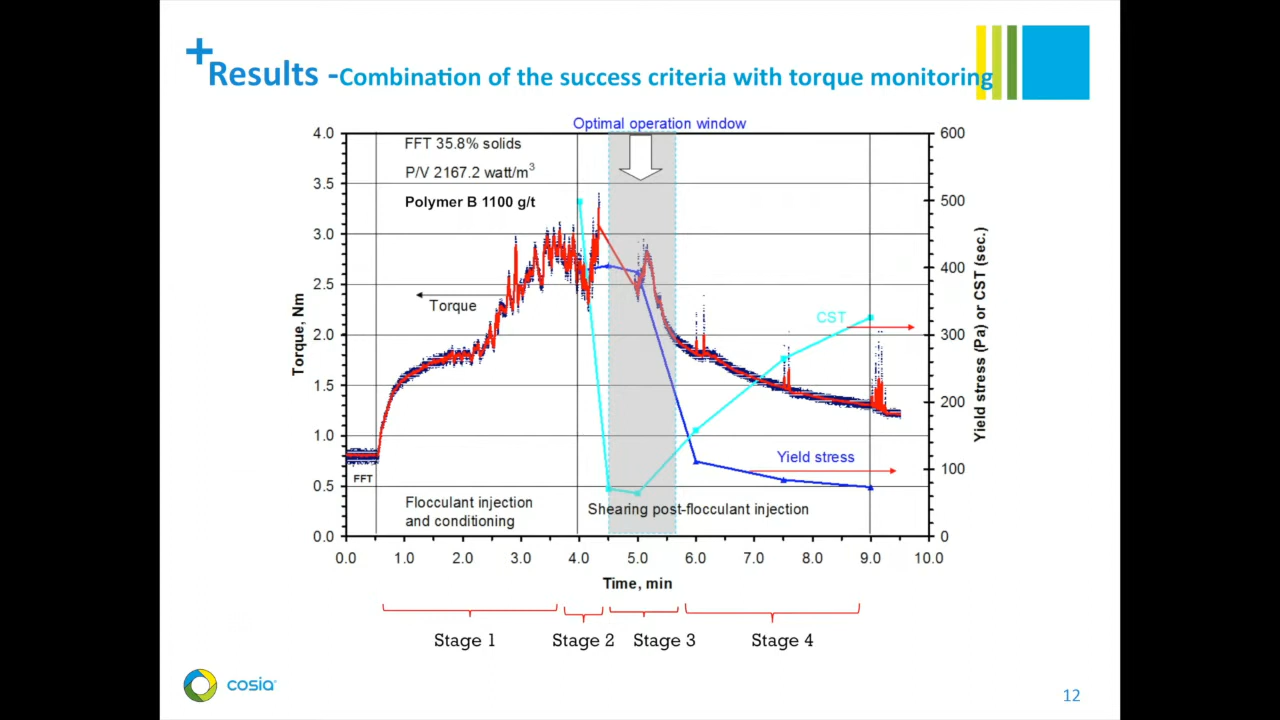 +Results -Combination of the success criteria with torque monitoring
Optimal operation window
FFT 35.8% solids
P/V 2167.2 watt/m³
Polymer B 1100 g/t
Torque
CST
Yield stress
FFT
Flocculant injection
and conditioning
Shearing post-flocculant injection
Torque, Nm
4.0
3.5
3.0
2.5
2.0
1.5
1.0
0.5
0.0
Yield stress (Pa) or CST (sec.)
600
500
400
300
200
100
0
0.0 1.0 2.0 3.0 4.0 5.0 6.0 7.0 8.0 9.0 10.0
Time, min
Stage 1 Stage 2 Stage 3 Stage 4
cosia
12